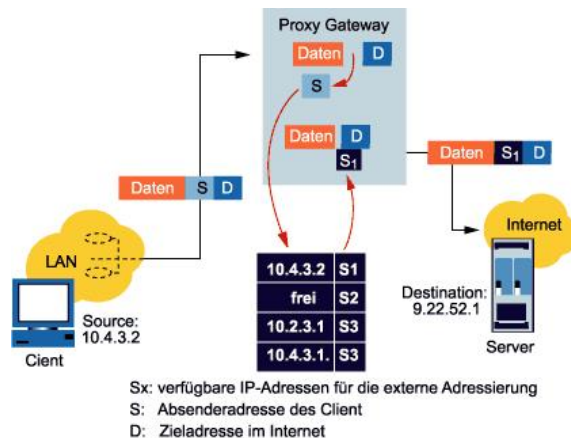 Proxy Gateway
Daten D
S
Daten D
S1
Daten S D
Daten S1 D
LAN
Internet
10.4.3.2 S1
frei S2
10.2.3.1 S3
10.4.3.1. S3
Source:
10.4.3.2
Cient
Destination:
9.22.52.1
Server
Sx: verfügbare IP-Adressen für die externe Adressierung
S: Absenderadresse des Client
D: Zieladresse im Internet